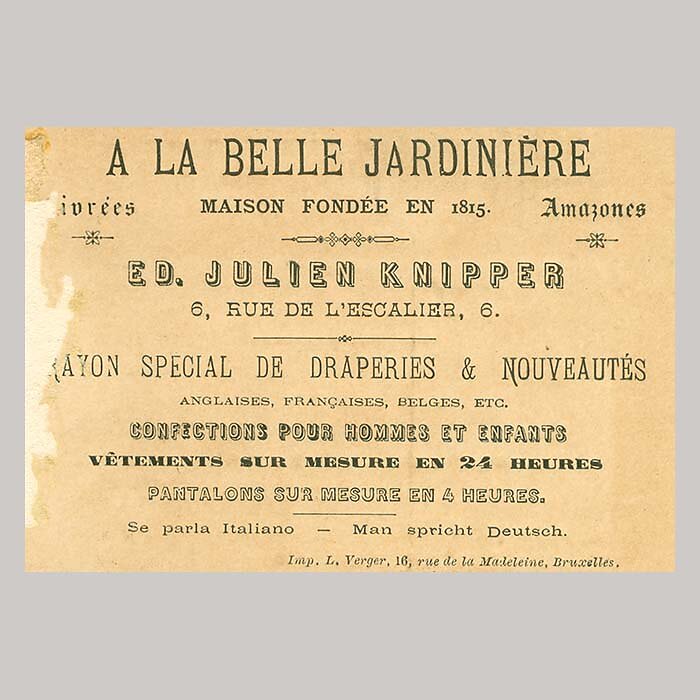 A LA BELLE JARDINIÈRE
ivrées MAISON FONDÉE EN 1815. Amazones
ED. JULIEN KNIPPER
6, RUE DE L'ESCALIER, 6.
RAYON SPECIAL DE DRAPERIES & NOUVEAUTÉS
ANGLAISES, FRANÇAISES, BELGES, ETC.
CONFECTIONS POUR HOMMES ET ENFANTS
VÊTEMENTS SUR MESURE EN 24 HEURES
PANTALONS SUR MESURE EN 4 HEURES.
Se parla Italiano — Man spricht Deutsch.
Imp. L. Verger, 16, rue de la Madeleine, Bruxelles.